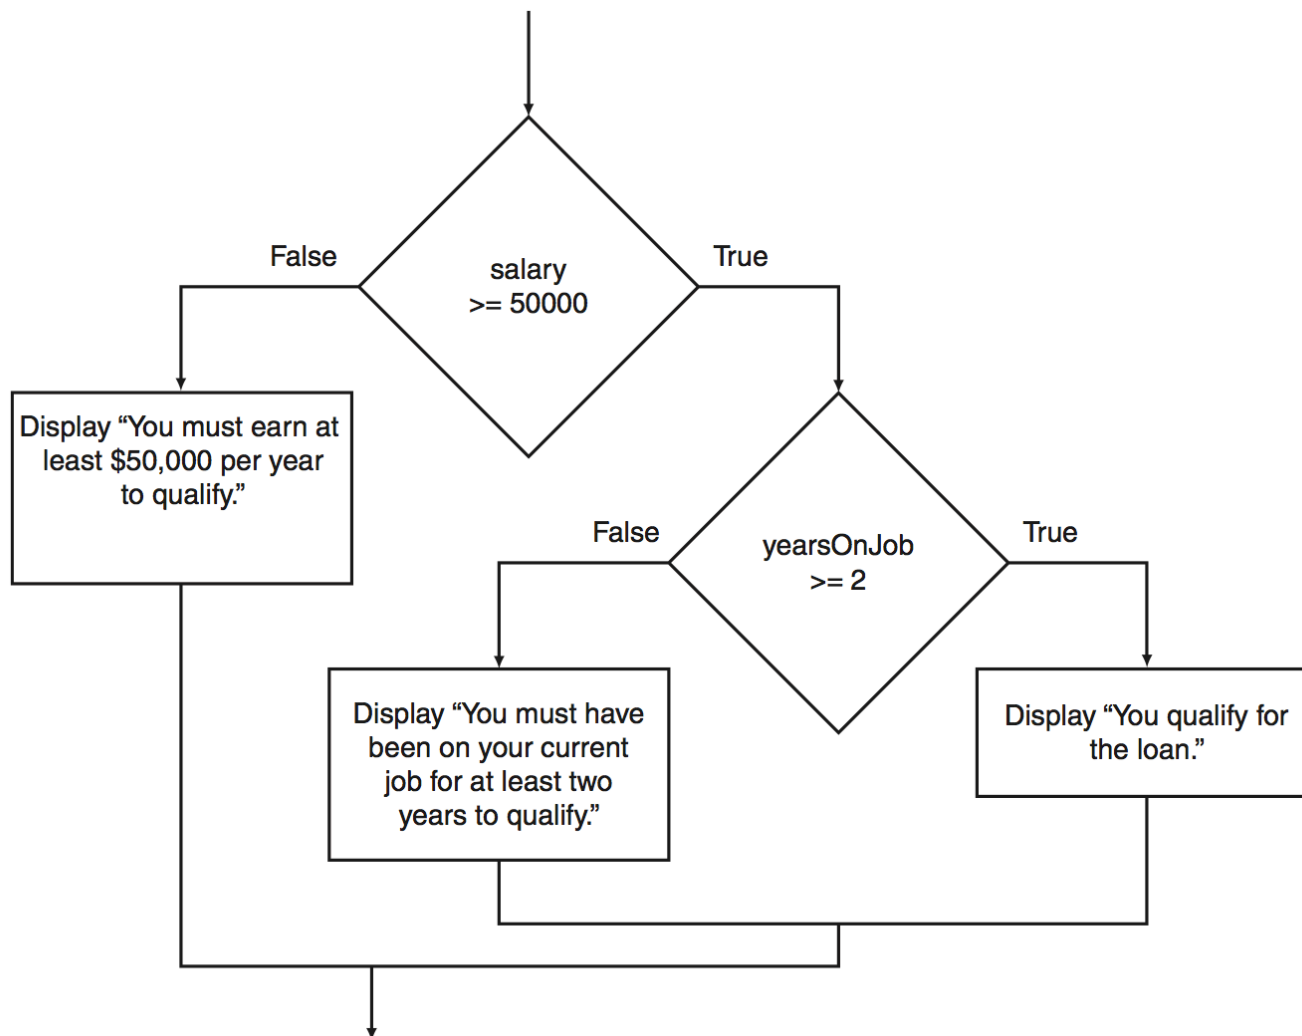 False
True
salary
>= 50000
Display “You must earn at
least $50,000 per year
to qualify.”
False
True
yearsOnJob
>= 2
Display “You must have
been on your current
job for at least two
years to qualify.”
Display “You qualify for
the loan.”